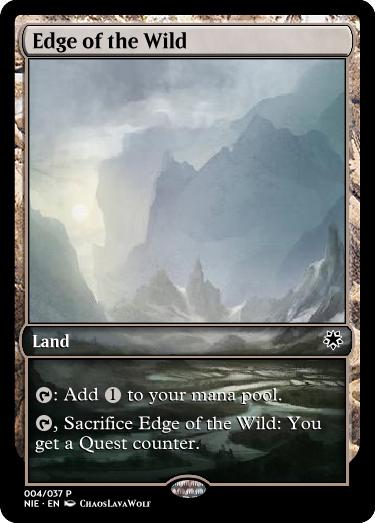 Edge of the Wild
Land
: Add 1 to your mana pool.
, Sacrifice Edge of the Wild: You
get a Quest counter.
004/037 P
NIE · EN ChaosLavaWolf